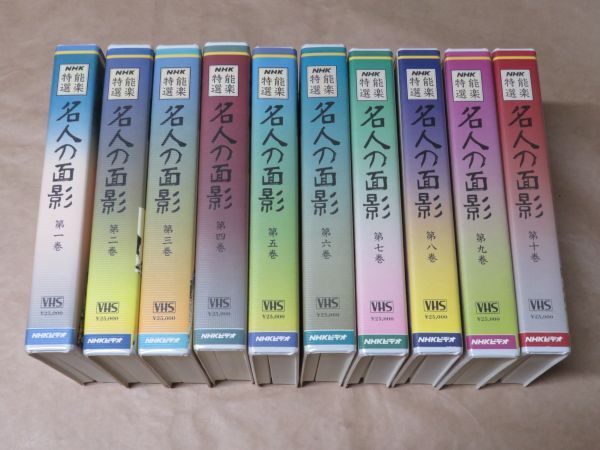 NHK
能楽特選
名人の面影
第一巻
VHS
¥25,000
NHKビデオ
NHK
能楽特選
名人の面影
第二巻
VHS
¥25,000
NHKビデオ
NHK
能楽特選
名人の面影
第三巻
VHS
¥25,000
NHKビデオ
NHK
能楽特選
名人の面影
第四巻
VHS
¥25,000
NHKビデオ
NHK
能楽特選
名人の面影
第五巻
VHS
¥25,000
NHKビデオ
NHK
能楽特選
名人の面影
第六巻
VHS
¥25,000
NHKビデオ
NHK
能楽特選
名人の面影
第七巻
VHS
¥25,000
NHKビデオ
NHK
能楽特選
名人の面影
第八巻
VHS
¥25,000
NHKビデオ
NHK
能楽特選
名人の面影
第九巻
VHS
¥25,000
NHKビデオ
NHK
能楽特選
名人の面影
第十巻
VHS
¥25,000
NHKビデオ